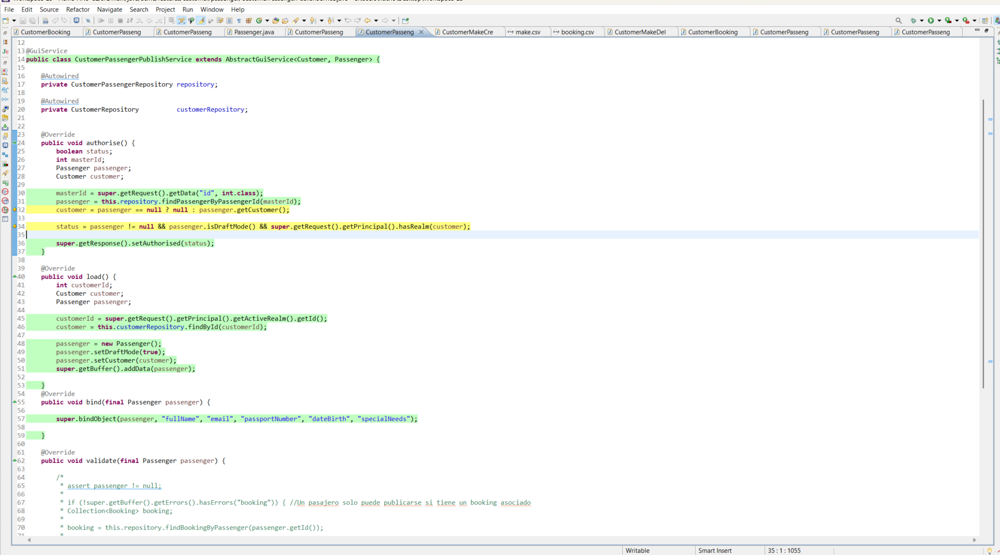 File Edit Source Refactor Navigate Search Project Run Window Help
CustomerBooking CustomerPasseng CustomerPasseng Passenger.java CustomerPasseng CustomerPasseng CustomerMakeCre make.csv booking.csv CustomerMakeDel CustomerBooking CustomerPasseng CustomerPasseng CustomerPasseng
12
13 @GuiService
14 public class CustomerPassengerPublishService extends AbstractGuiService<Customer, Passenger> {
15
16 @Autowired
17 private CustomerPassengerRepository repository;
18
19 @Autowired
20 private CustomerRepository customerRepository;
21
22
23 @Override
24 public void authorise() {
25 boolean status;
26 int masterId;
27 Passenger passenger;
28 Customer customer;
29
30 masterId = super.getRequest().getData("id", int.class);
31 passenger = this.repository.findPassengerByPassengerId(masterId);
32 customer = passenger == null ? null : passenger.getCustomer();
33
34 status = passenger != null && passenger.isDraftMode() && super.getRequest().getPrincipal().hasRealm(customer);
35
36 super.getResponse().setAuthorised(status);
37 }
38
39 @Override
40 public void load() {
41 int customerId;
42 Customer customer;
43 Passenger passenger;
44
45 customerId = super.getRequest().getPrincipal().getActiveRealm().getId();
46 customer = this.customerRepository.findById(customerId);
47
48 passenger = new Passenger();
49 passenger.setDraftMode(true);
50 passenger.setCustomer(customer);
51 super.getBuffer().addData(passenger);
52
53 }
54 @Override
55 public void bind(final Passenger passenger) {
56
57 super.bindObject(passenger, "fullName", "email", "passportNumber", "dateBirth", "specialNeeds");
58
59 }
60
61 @Override
62 public void validate(final Passenger passenger) {
63
64 /*
65 * assert passenger != null;
66 *
67 * if (!super.getBuffer().getErrors().hasErrors("booking")) { //Un pasajero solo puede publicarse si tiene un booking asociado
68 * Collection<Booking> booking;
69 *
70 * booking = this.repository.findBookingByPassenger(passenger.getId());
71 *
Writable Smart Insert 35 : 1 : 1055